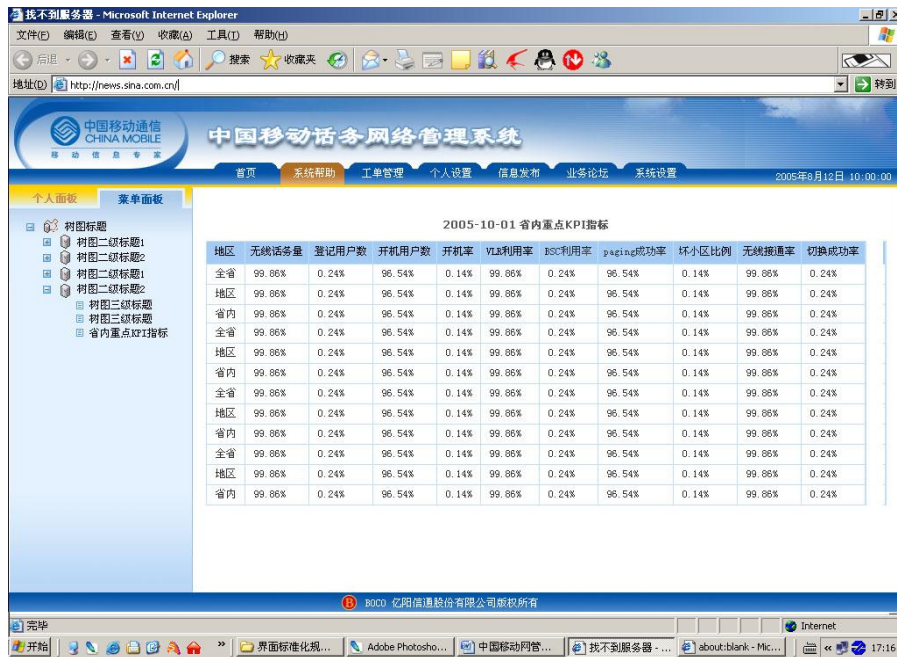 找不到服务器 - Microsoft Internet Explorer
文件(F) 编辑(E) 查看(V) 收藏(A) 工具(T) 帮助(H)
后退 搜索 收藏夹
地址(D) http://news.sina.com.cn/ 转到
中国移动通信
CHINA MOBILE
移动信息专家
中国移动话务网络管理系统
首页 系统帮助 工单管理 个人设置 信息发布 业务论坛 系统设置
2005年8月12日 10:00:00
个人面板 菜单面板
树图标题
树图二级标题1
树图二级标题2
树图二级标题1
树图二级标题2
树图三级标题
树图三级标题
省内重点KPI指标
2005-10-01 省内重点KPI指标
地区 无线话务量 登记用户数 开机用户数 开机率 VLR利用率 BSC利用率 paging成功率 坏小区比例 无线接通率 切换成功率
全省 99.86% 0.24% 96.54% 0.14% 99.86% 0.24% 96.54% 0.14% 99.86% 0.24%
地区 99.86% 0.24% 96.54% 0.14% 99.86% 0.24% 96.54% 0.14% 99.86% 0.24%
省内 99.86% 0.24% 96.54% 0.14% 99.86% 0.24% 96.54% 0.14% 99.86% 0.24%
全省 99.86% 0.24% 96.54% 0.14% 99.86% 0.24% 96.54% 0.14% 99.86% 0.24%
地区 99.86% 0.24% 96.54% 0.14% 99.86% 0.24% 96.54% 0.14% 99.86% 0.24%
省内 99.86% 0.24% 96.54% 0.14% 99.86% 0.24% 96.54% 0.14% 99.86% 0.24%
全省 99.86% 0.24% 96.54% 0.14% 99.86% 0.24% 96.54% 0.14% 99.86% 0.24%
地区 99.86% 0.24% 96.54% 0.14% 99.86% 0.24% 96.54% 0.14% 99.86% 0.24%
省内 99.86% 0.24% 96.54% 0.14% 99.86% 0.24% 96.54% 0.14% 99.86% 0.24%
全省 99.86% 0.24% 96.54% 0.14% 99.86% 0.24% 96.54% 0.14% 99.86% 0.24%
地区 99.86% 0.24% 96.54% 0.14% 99.86% 0.24% 96.54% 0.14% 99.86% 0.24%
省内 99.86% 0.24% 96.54% 0.14% 99.86% 0.24% 96.54% 0.14% 99.86% 0.24%
B BOCO 亿阳信通股份有限公司版权所有
完毕 Internet
开始 » 界面标准化规... Adobe Photosho... 中国移动网管... 找不到服务器 - ... about:blank - Mic... « 17:16